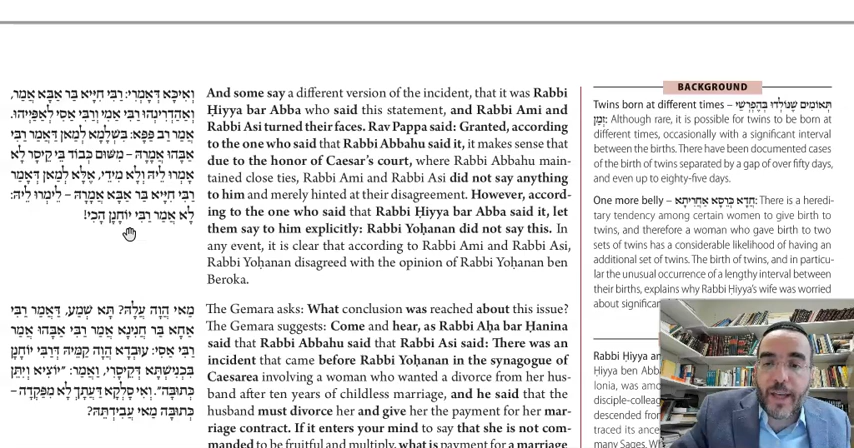 וְאִיכָּא דְּאָמְרִי: רַבִּי חִיָּיא בַּר אַבָּא אֲמַר,
וְאַהְדְּרִינְהוּ רַבִּי אַמִי וְרַבִּי אַסִי לְאַפַּיְיהוּ.
אָמַר רַב פַּפָּא: בִּשְׁלָמָא לְמַאן דְּאָמַר רַבִּי
אַבָּהוּ אֲמָרָהּ – מִשּׁוּם כְּבוֹד בֵּי קֵיסָר לָא
אֲמַרוּ לֵיהּ וְלָא מִידֵי, אֶלָּא לְמַאן דְּאָמַר
רַבִּי חִיָּיא בַּר אַבָּא אֲמָרָהּ – לֵימְרוּ לֵיהּ:
לָא אָמַר רַבִּי יוֹחָנָן הָכִי!
And some say a different version of the incident, that it was Rabbi
Ḥiyya bar Abba who said this statement, and Rabbi Ami and
Rabbi Asi turned their faces. Rav Pappa said: Granted, according
to the one who said that Rabbi Abbahu said it, it makes sense that
due to the honor of Caesar's court, where Rabbi Abbahu main-
tained close ties, Rabbi Ami and Rabbi Asi did not say anything
to him and merely hinted at their disagreement. However, accord-
ing to the one who said that Rabbi Ḥiyya bar Abba said it, let
them say to him explicitly: Rabbi Yoḥanan did not say this. In
any event, it is clear that according to Rabbi Ami and Rabbi Asi,
Rabbi Yoḥanan disagreed with the opinion of Rabbi Yoḥanan ben
Beroka.
מַאי הֲוָה עֲלַהּ? תָּא שְׁמַע, דַּאֲמַר רַבִּי
אַחָא בַּר חֲנִינָא אָמַר רַבִּי אַבָּהוּ אָמַר
רַבִּי אַסִי: עוּבְדָא הֲוָה קַמֵּיהּ דְּרַבִּי יוֹחָנָן
בִּכְנִישְׁתָּא דְקֵיסָרִי, וַאֲמַר: "יוֹצִיא וְיִתֵּן
כְּתוּבָּה". וְאִי סָלְקָא דַעְתָּךְ לָא מִפַּקְּדָה –
כְּתוּבָּה מַאי עֲבִידְתַּהּ?
The Gemara asks: What conclusion was reached about this issue?
The Gemara suggests: Come and hear, as Rabbi Aḥa bar Ḥanina
said that Rabbi Abbahu said that Rabbi Asi said: There was an
incident that came before Rabbi Yoḥanan in the synagogue of
Caesarea involving a woman who wanted a divorce from her hus-
band after ten years of childless marriage, and he said that the
husband must divorce her and give her the payment for her mar-
riage contract. If it enters your mind to say that she is not com-
manded to be fruitful and multiply, what is payment for a marriage
BACKGROUND
Twins born at different times – תְּאוֹמִים שֶׁנּוֹלְדוּ בְּהֶפְרְשֵׁי
זְמַן: Although rare, it is possible for twins to be born at
different times, occasionally with a significant interval
between the births. There have been documented cases
of the birth of twins separated by a gap of over fifty days,
and even up to eighty-five days.
One more belly – חֲדָא כְּרֵסָא אַחֲרִיתָא: There is a heredi-
tary tendency among certain women to give birth to
twins, and therefore a woman who gave birth to two
sets of twins has a considerable likelihood of having an
additional set of twins. The birth of twins, and in particu-
lar the unusual occurrence of a lengthy interval between
their births, explains why Rabbi Ḥiyya's wife was worried
about
Rabbi Ḥiyya
Ḥiyya ben
lonia, was
descended
traced its
many Sages.